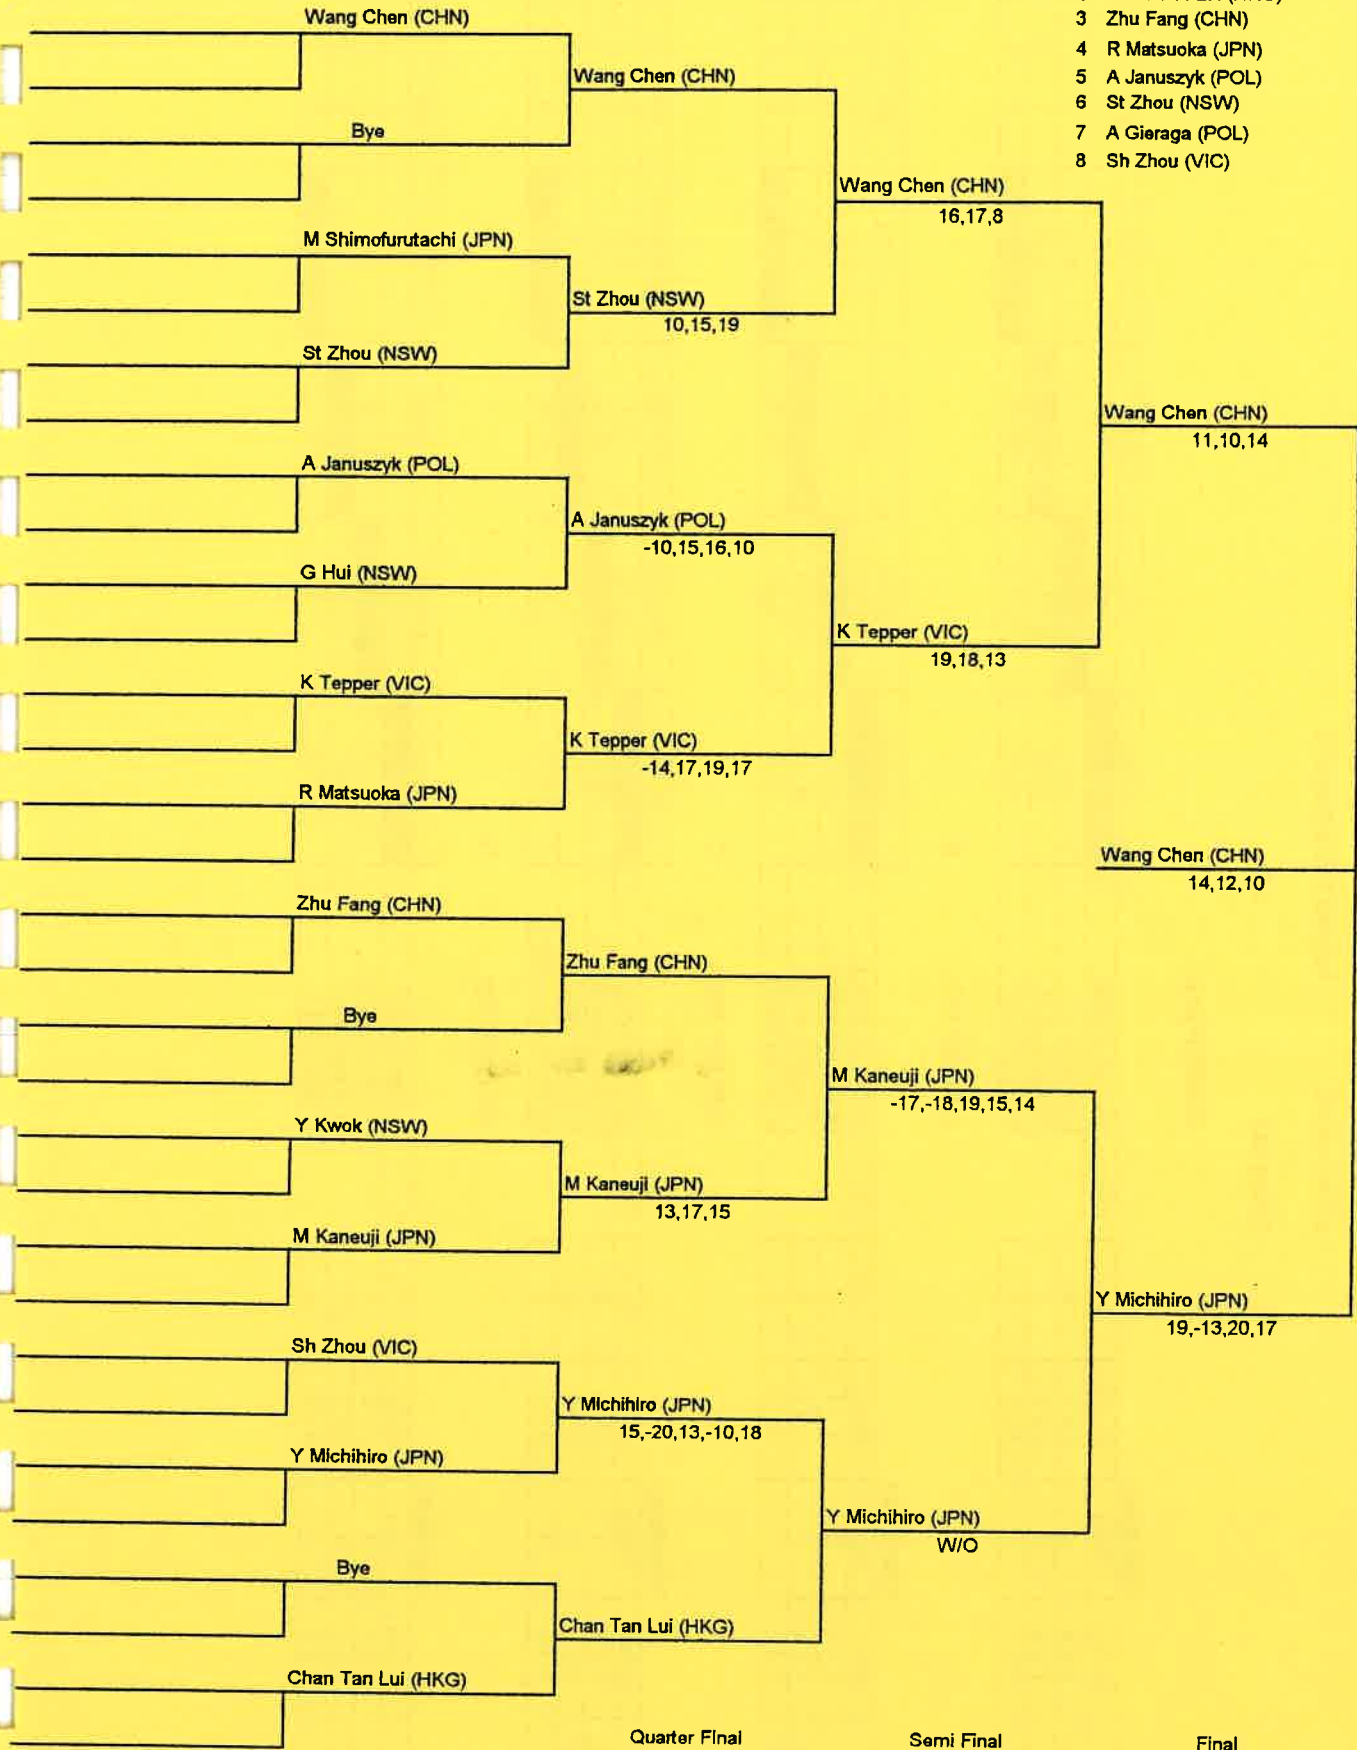 3 Zhu Fang (CHN)
4 R Matsuoka (JPN)
5 A Januszyk (POL)
6 St Zhou (NSW)
7 A Gieraga (POL)
8 Sh Zhou (VIC)
Wang Chen (CHN)
Wang Chen (CHN)
Bye
Wang Chen (CHN)
16,17,8
M Shimofurutachi (JPN)
St Zhou (NSW)
10,15,19
St Zhou (NSW)
Wang Chen (CHN)
11,10,14
A Januszyk (POL)
A Januszyk (POL)
-10,15,16,10
G Hui (NSW)
K Tepper (VIC)
19,18,13
K Tepper (VIC)
K Tepper (VIC)
-14,17,19,17
R Matsuoka (JPN)
Wang Chen (CHN)
14,12,10
Zhu Fang (CHN)
Zhu Fang (CHN)
Bye
M Kaneuji (JPN)
-17,-18,19,15,14
Y Kwok (NSW)
M Kaneuji (JPN)
13,17,15
M Kaneuji (JPN)
Y Michihiro (JPN)
19,-13,20,17
Sh Zhou (VIC)
Y Michihiro (JPN)
15,-20,13,-10,18
Y Michihiro (JPN)
Y Michihiro (JPN)
W/O
Bye
Chan Tan Lui (HKG)
Chan Tan Lui (HKG)
Quarter Final Semi Final Final